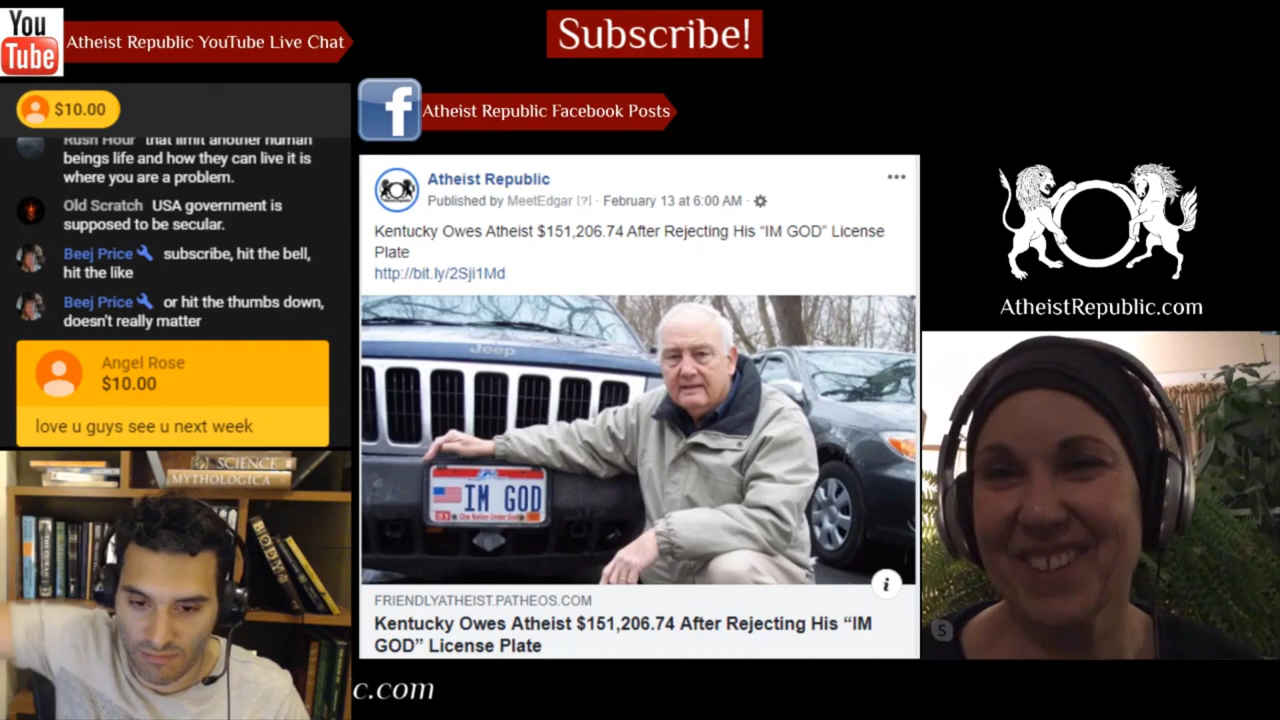 You
Tube
Atheist Republic YouTube Live Chat
Subscribe!
$10.00
Rush Hour that limit another human
beings life and how they can live it is
where you are a problem.
Old Scratch USA government is
supposed to be secular.
Beej Price subscribe, hit the bell,
hit the like
Beej Price or hit the thumbs down,
doesn't really matter
Angel Rose
$10.00
love u guys see u next week
f
Atheist Republic Facebook Posts
Atheist Republic
Published by MeetEdgar [?] · February 13 at 6:00 AM ·
Kentucky Owes Atheist $151,206.74 After Rejecting His “IM GOD” License
Plate
http://bit.ly/2Sji1Md
Jeep
IM GOD
One Nation Under God
i
FRIENDLYATHEIST.PATHEOS.COM
Kentucky Owes Atheist $151,206.74 After Rejecting His “IM
GOD” License Plate
AtheistRepublic.com
SCIENCE
MYTHOLOGICA
BODY
S
c.com